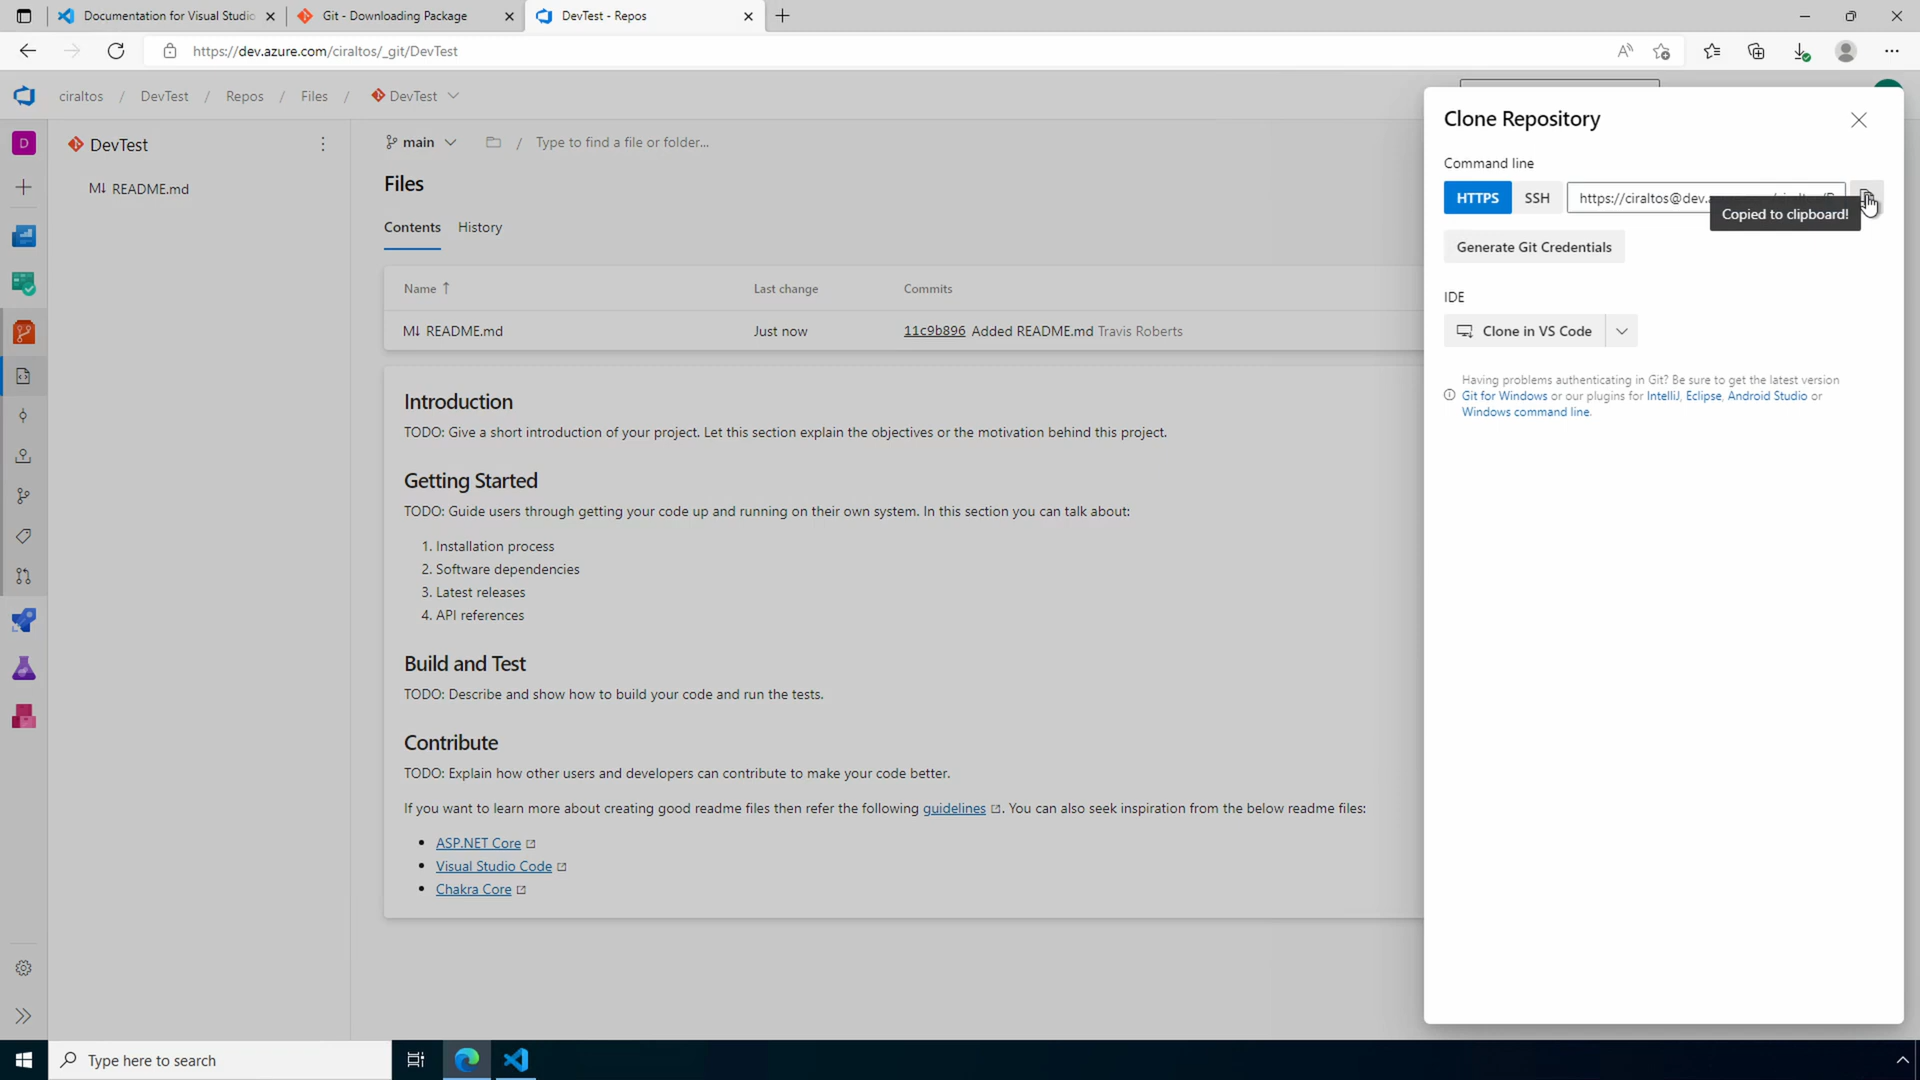 Documentation for Visual Studio
Git - Downloading Package
DevTest - Repos
https://dev.azure.com/ciraltos/_git/DevTest
ciraltos / DevTest / Repos / Files / DevTest
D
DevTest
README.md
main / Type to find a file or folder...
Files
Contents History
Name ↑ Last change Commits
README.md Just now 11c9b896 Added README.md Travis Roberts
Introduction
TODO: Give a short introduction of your project. Let this section explain the objectives or the motivation behind this project.
Getting Started
TODO: Guide users through getting your code up and running on their own system. In this section you can talk about:
1. Installation process
2. Software dependencies
3. Latest releases
4. API references
Build and Test
TODO: Describe and show how to build your code and run the tests.
Contribute
TODO: Explain how other users and developers can contribute to make your code better.
If you want to learn more about creating good readme files then refer the following guidelines. You can also seek inspiration from the below readme files:
• ASP.NET Core
• Visual Studio Code
• Chakra Core
Clone Repository
Command line
HTTPS SSH https://ciraltos@dev.
Copied to clipboard!
Generate Git Credentials
IDE
Clone in VS Code
Having problems authenticating in Git? Be sure to get the latest version
Git for Windows or our plugins for IntelliJ, Eclipse, Android Studio or
Windows command line.
Type here to search